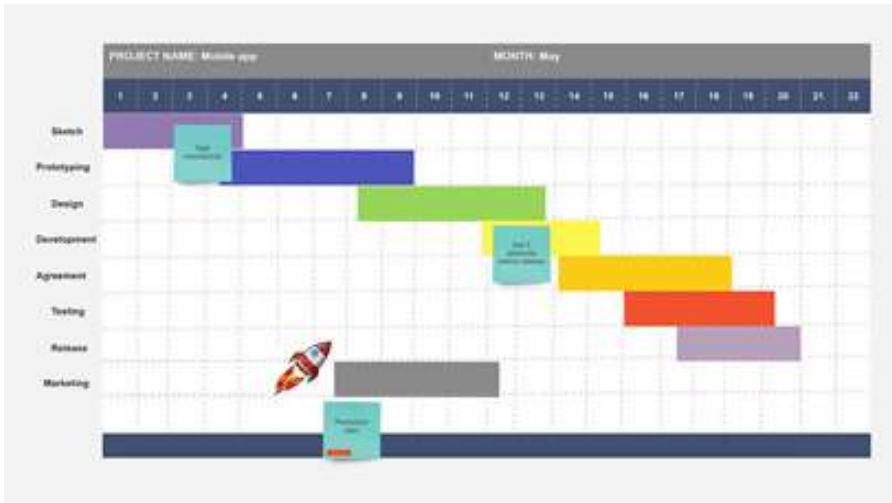 PROJECT NAME: Mobile app MONTH: May
1 2 3 4 5 6 7 8 9 10 11 12 13 14 15 16 17 18 19 20 21 22
Sketch
Prototyping
Design
Development
Agreement
Testing
Release
Marketing